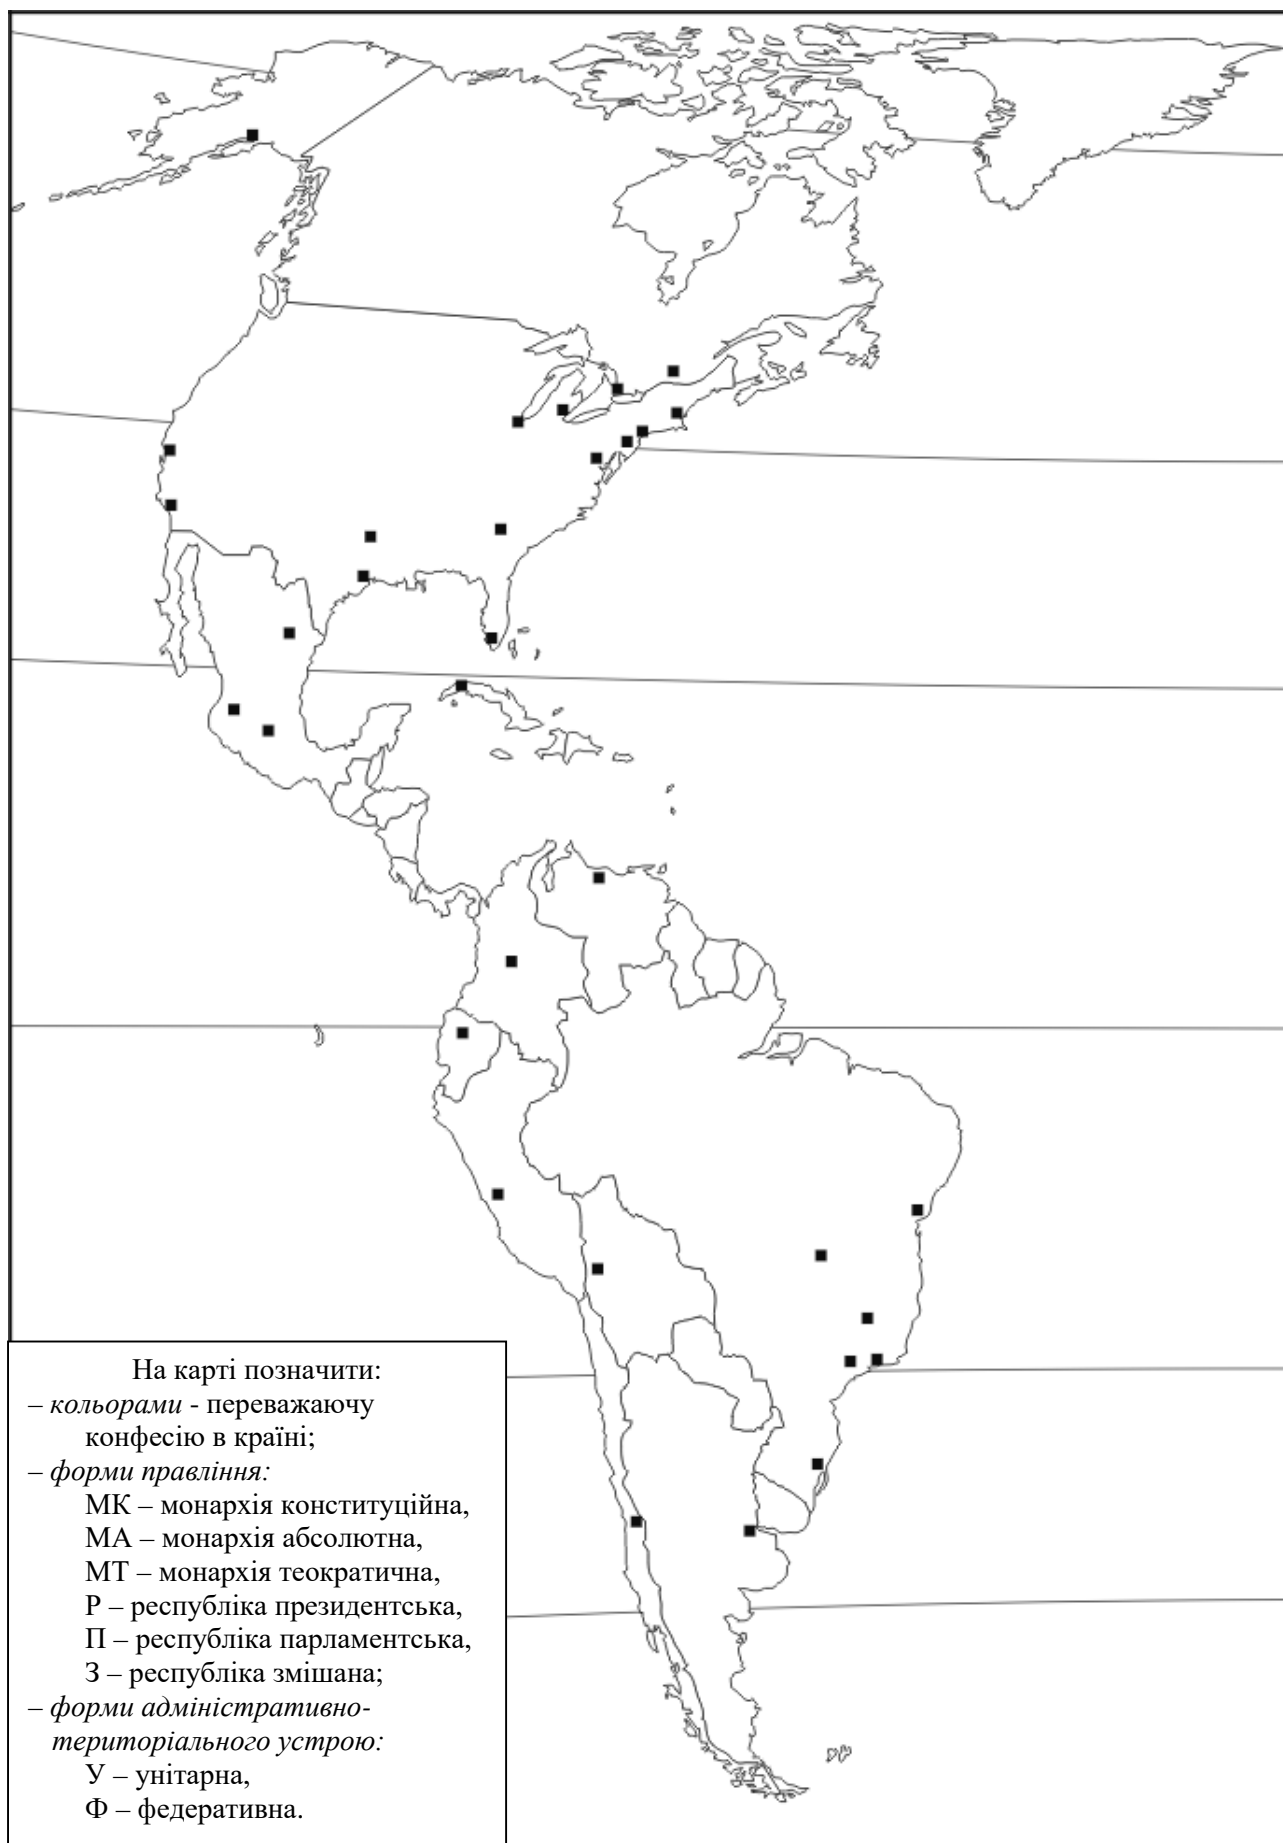 На карті позначити:
– кольорами - переважаючу
конфесію в країні;
– форми правління:
МК – монархія конституційна,
МА – монархія абсолютна,
МТ – монархія теократична,
Р – республіка президентська,
П – республіка парламентська,
З – республіка змішана;
– форми адміністративно-
територіального устрою:
У – унітарна,
Ф – федеративна.